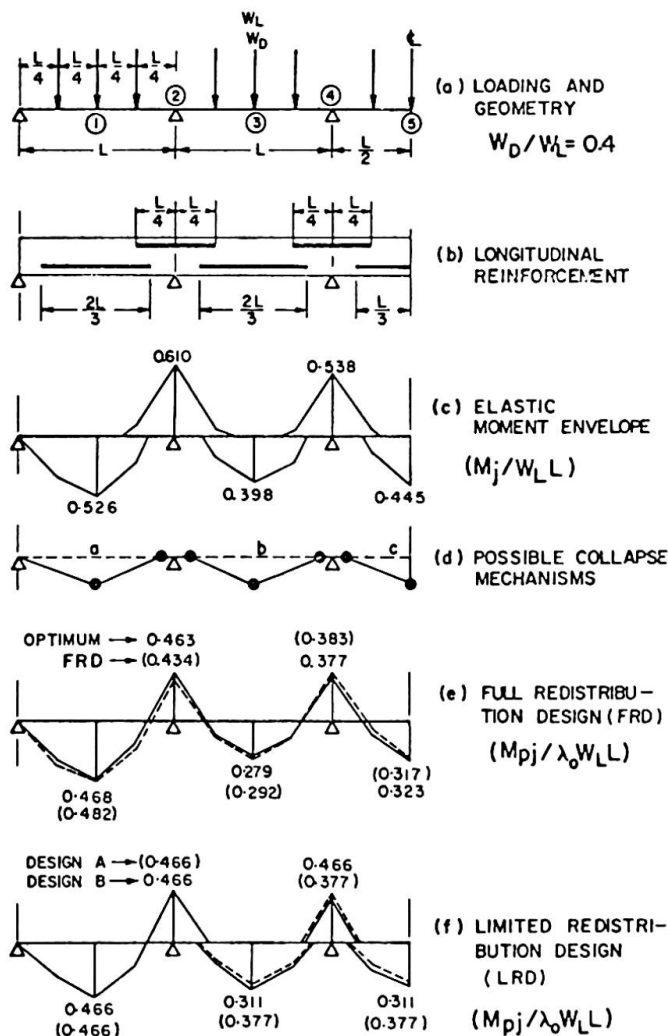 W_L
W_D
L/4 L/4 L/4 L/4
℄
① ② ③ ④ ⑤
L L L/2
(a) LOADING AND GEOMETRY
W_D/W_L = 0.4
L/4 L/4 L/4 L/4
2L/3 2L/3 L/3
(b) LONGITUDINAL REINFORCEMENT
0.610 0.538
0.526 0.398 0.445
(c) ELASTIC MOMENT ENVELOPE
(M_j/W_L L)
a b c
(d) POSSIBLE COLLAPSE MECHANISMS
OPTIMUM → 0.463 (0.383)
FRD → (0.434) 0.377
0.468 0.279 (0.317)
(0.482) (0.292) 0.323
(e) FULL REDISTRIBU-
TION DESIGN (FRD)
(M_pj/λ_o W_L L)
DESIGN A → (0.466) 0.466
DESIGN B → 0.466 (0.377)
0.466 0.311 0.311
(0.466) (0.377) (0.377)
(f) LIMITED REDISTRI-
BUTION DESIGN
(LRD)
(M_pj/λ_o W_L L)